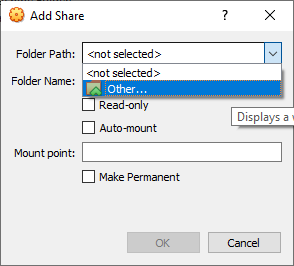 Add Share
Folder Path: <not selected>
<not selected>
Folder Name: Other...
Read-only
Displays a
Auto-mount
Mount point:
Make Permanent
OK Cancel